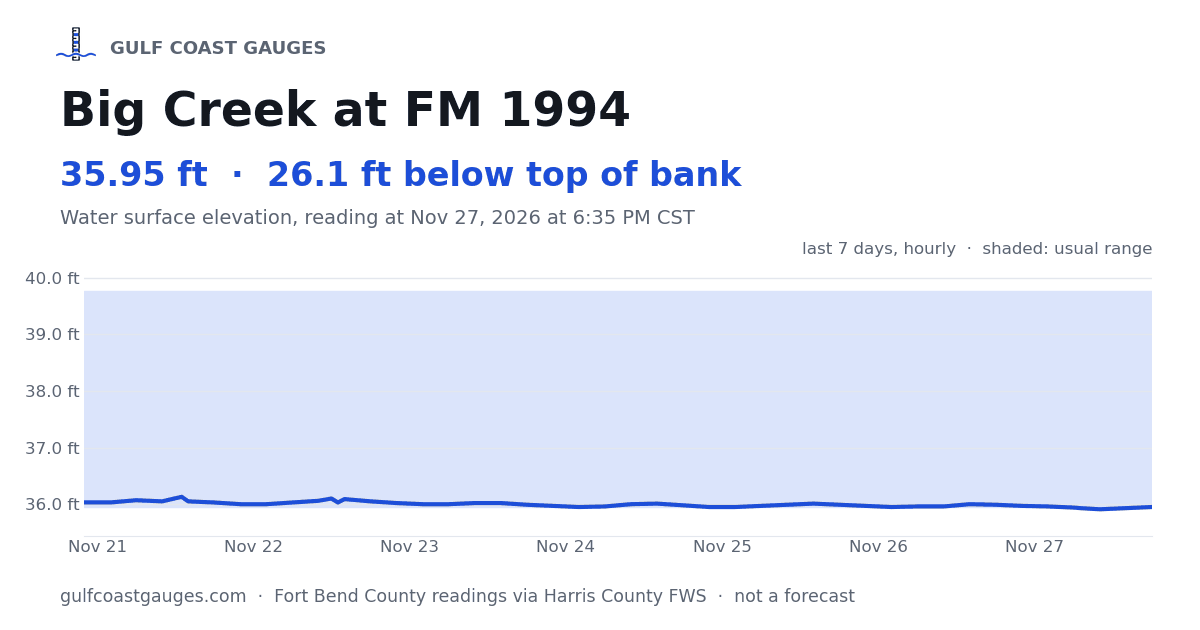 GULF COAST GAUGES
Big Creek at FM 1994
35.95 ft · 26.1 ft below top of bank
Water surface elevation, reading at Nov 27, 2026 at 6:35 PM CST
last 7 days, hourly · shaded: usual range
40.0 ft
39.0 ft
38.0 ft
37.0 ft
36.0 ft
Nov 21 Nov 22 Nov 23 Nov 24 Nov 25 Nov 26 Nov 27
gulfcoastgauges.com · Fort Bend County readings via Harris County FWS · not a forecast